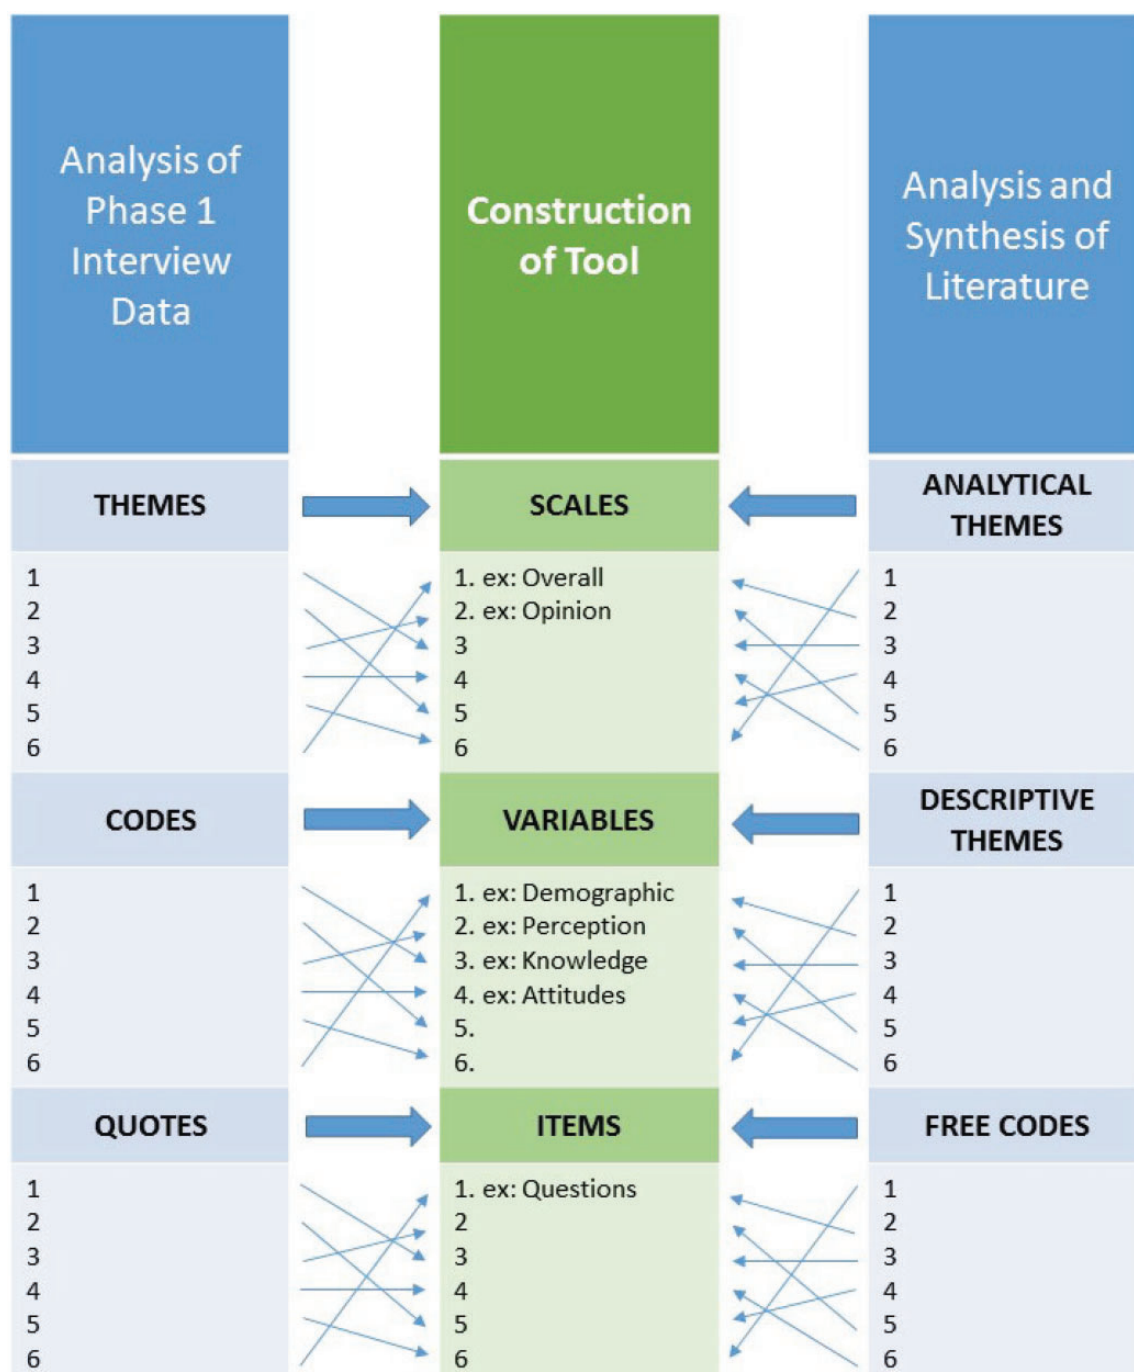 Analysis of
Phase 1
Interview
Data
Construction
of Tool
Analysis and
Synthesis of
Literature
THEMES
SCALES
ANALYTICAL
THEMES
1
2
3
4
5
6
1. ex: Overall
2. ex: Opinion
3
4
5
6
1
2
3
4
5
6
CODES
VARIABLES
DESCRIPTIVE
THEMES
1
2
3
4
5
6
1. ex: Demographic
2. ex: Perception
3. ex: Knowledge
4. ex: Attitudes
5.
6.
1
2
3
4
5
6
QUOTES
ITEMS
FREE CODES
1
2
3
4
5
6
1. ex: Questions
2
3
4
5
6
1
2
3
4
5
6